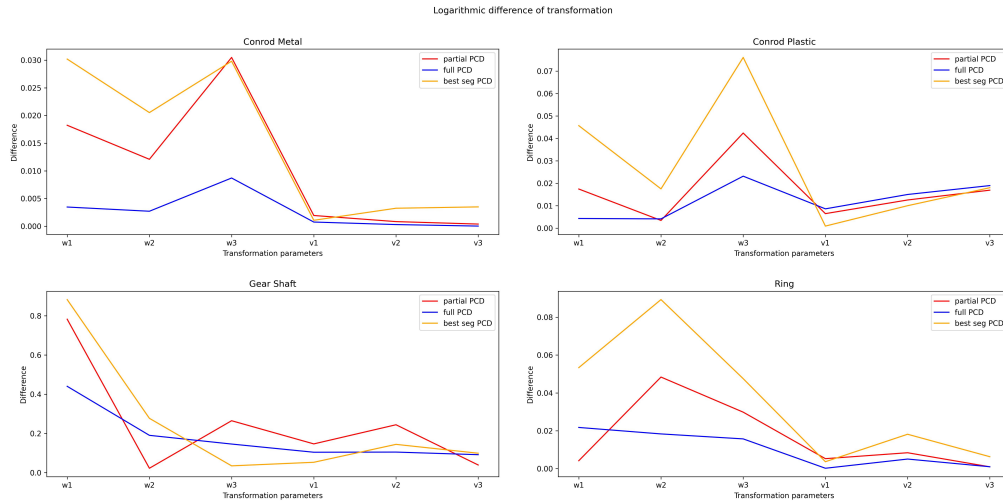 Logarithmic difference of transformation
Conrod Metal
Difference
0.030
0.025
0.020
0.015
0.010
0.005
0.000
w1 w2 w3 v1 v2 v3
Transformation parameters
partial PCD
full PCD
best seg PCD
Conrod Plastic
Difference
0.07
0.06
0.05
0.04
0.03
0.02
0.01
0.00
w1 w2 w3 v1 v2 v3
Transformation parameters
partial PCD
full PCD
best seg PCD
Gear Shaft
Difference
0.8
0.6
0.4
0.2
0.0
w1 w2 w3 v1 v2 v3
Transformation parameters
partial PCD
full PCD
best seg PCD
Ring
Difference
0.08
0.06
0.04
0.02
0.00
w1 w2 w3 v1 v2 v3
Transformation parameters
partial PCD
full PCD
best seg PCD